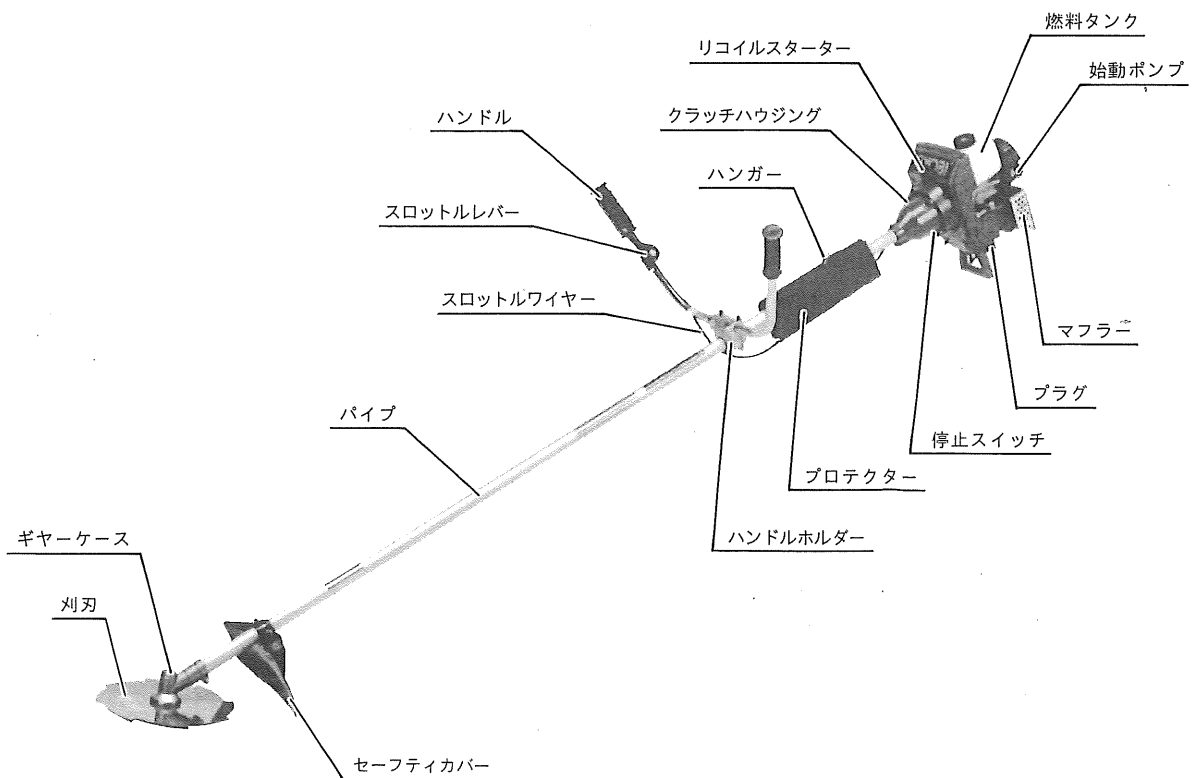 燃料タンク
リコイルスターター
始動ポンプ
ハンドル
クラッチハウジング
ハンガー
スロットルレバー
スロットルワイヤー
マフラー
プラグ
パイプ
停止スイッチ
プロテクター
ハンドルホルダー
ギヤーケース
刈刃
セーフティカバー